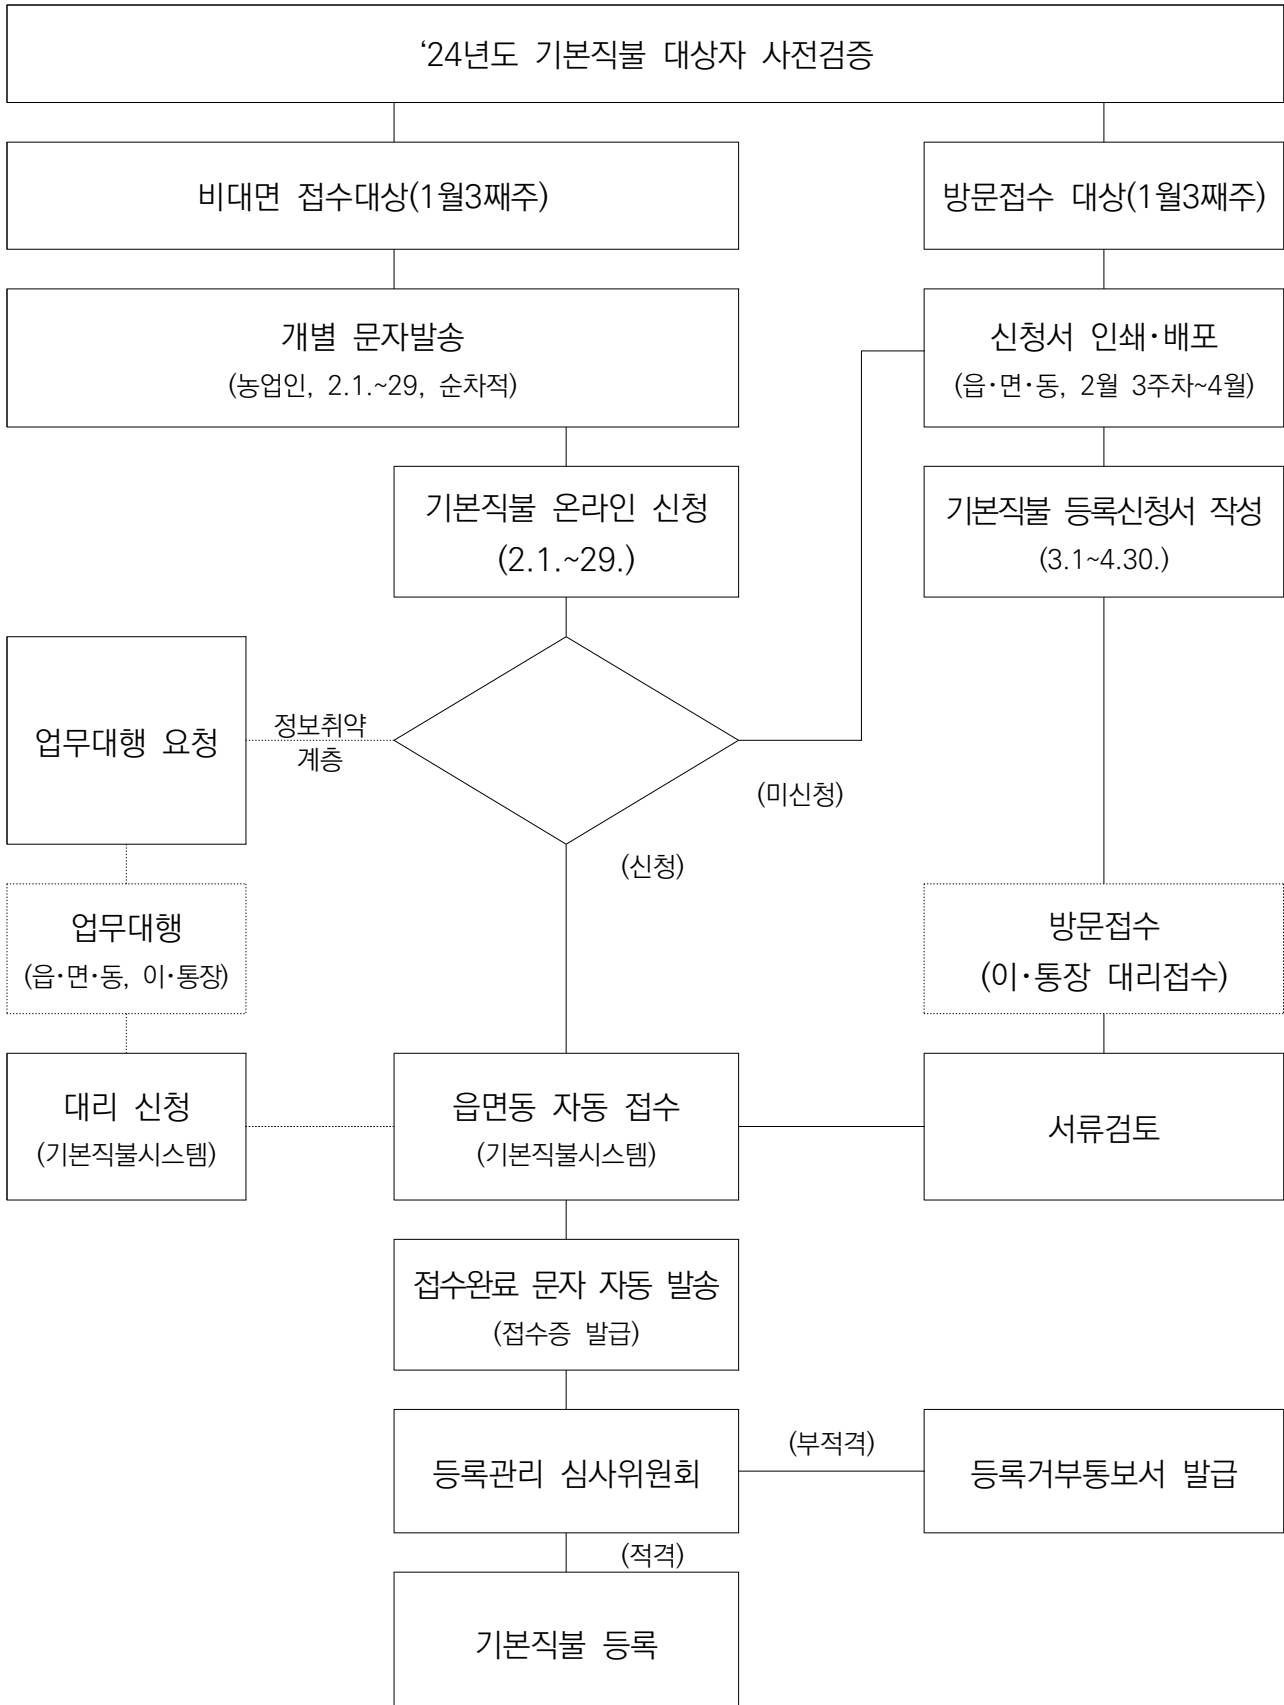 ‘24년도 기본직불 대상자 사전검증
비대면 접수대상(1월3째주)
방문접수 대상(1월3째주)
개별 문자발송
(농업인, 2.1.~29, 순차적)
신청서 인쇄·배포
(읍·면·동, 2월 3주차~4월)
기본직불 온라인 신청
(2.1.~29.)
기본직불 등록신청서 작성
(3.1~4.30.)
업무대행 요청
정보취약
계층
(미신청)
(신청)
업무대행
(읍·면·동, 이·통장)
방문접수
(이·통장 대리접수)
대리 신청
(기본직불시스템)
읍면동 자동 접수
(기본직불시스템)
서류검토
접수완료 문자 자동 발송
(접수증 발급)
등록관리 심사위원회
(부적격)
등록거부통보서 발급
(적격)
기본직불 등록